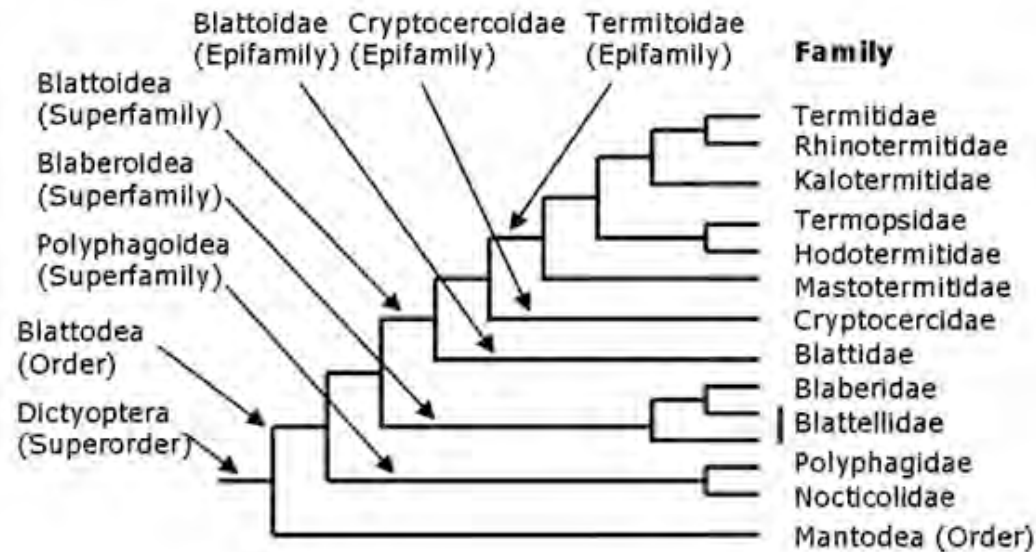 Blattoidae
(Epifamily)
Cryptocercoidae
(Epifamily)
Termitoidae
(Epifamily)
Family
Blattoidea
(Superfamily)
Blaberoidea
(Superfamily)
Polyphagoidea
(Superfamily)
Blattodea
(Order)
Dictyoptera
(Superorder)
Termitidae
Rhinotermitidae
Kalotermitidae
Termopsidae
Hodotermitidae
Mastotermitidae
Cryptocercidae
Blattidae
Blaberidae
Blattellidae
Polyphagidae
Nocticolidae
Mantodea (Order)